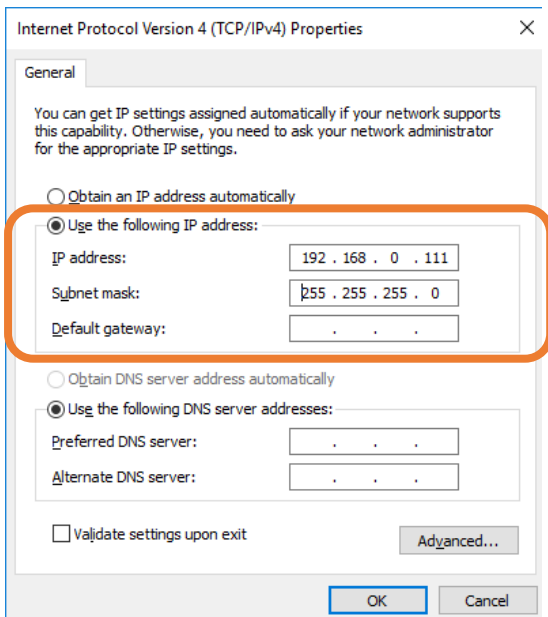 Internet Protocol Version 4 (TCP/IPv4) Properties
General
You can get IP settings assigned automatically if your network supports
this capability. Otherwise, you need to ask your network administrator
for the appropriate IP settings.
Obtain an IP address automatically
Use the following IP address:
IP address: 192 . 168 . 0 . 111
Subnet mask: 255 . 255 . 255 . 0
Default gateway: . . .
Obtain DNS server address automatically
Use the following DNS server addresses:
Preferred DNS server: . . .
Alternate DNS server: . . .
Validate settings upon exit
Advanced...
OK Cancel